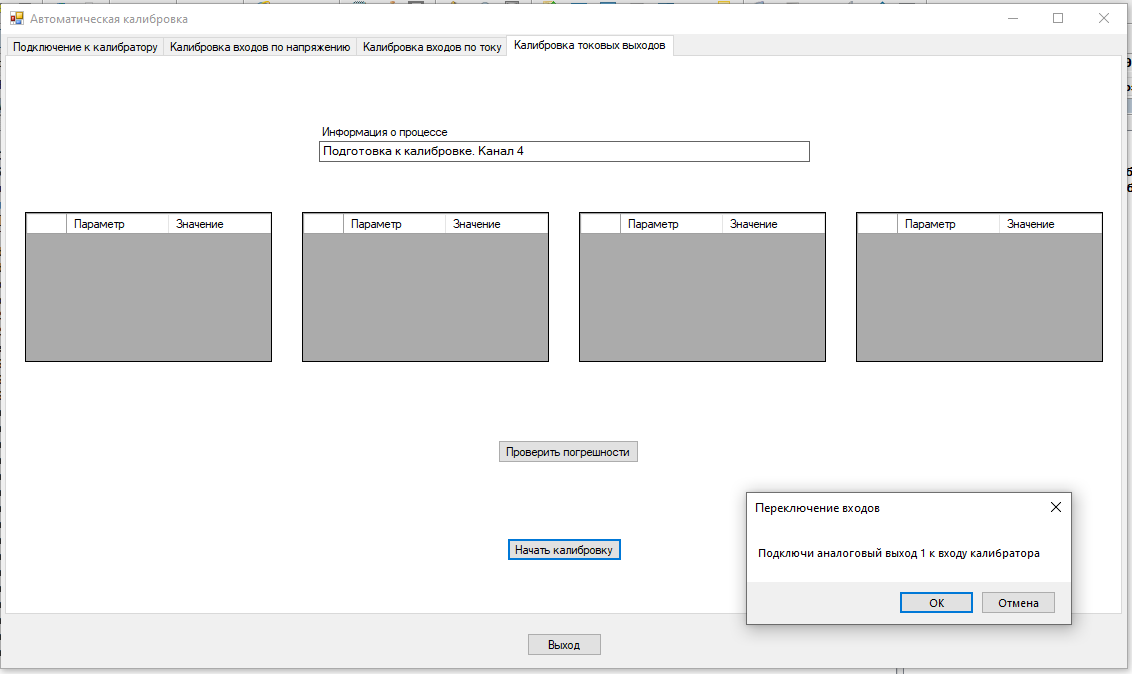 Автоматическая калибровка
Подключение к калибратору Калибровка входов по напряжению Калибровка входов по току Калибровка токовых выходов
Информация о процессе
Подготовка к калибровке. Канал 4
Параметр Значение Параметр Значение Параметр Значение Параметр Значение
Проверить погрешности
Переключение входов
Подключи аналоговый выход 1 к входу калибратора
Начать калибровку
OK Отмена
Выход